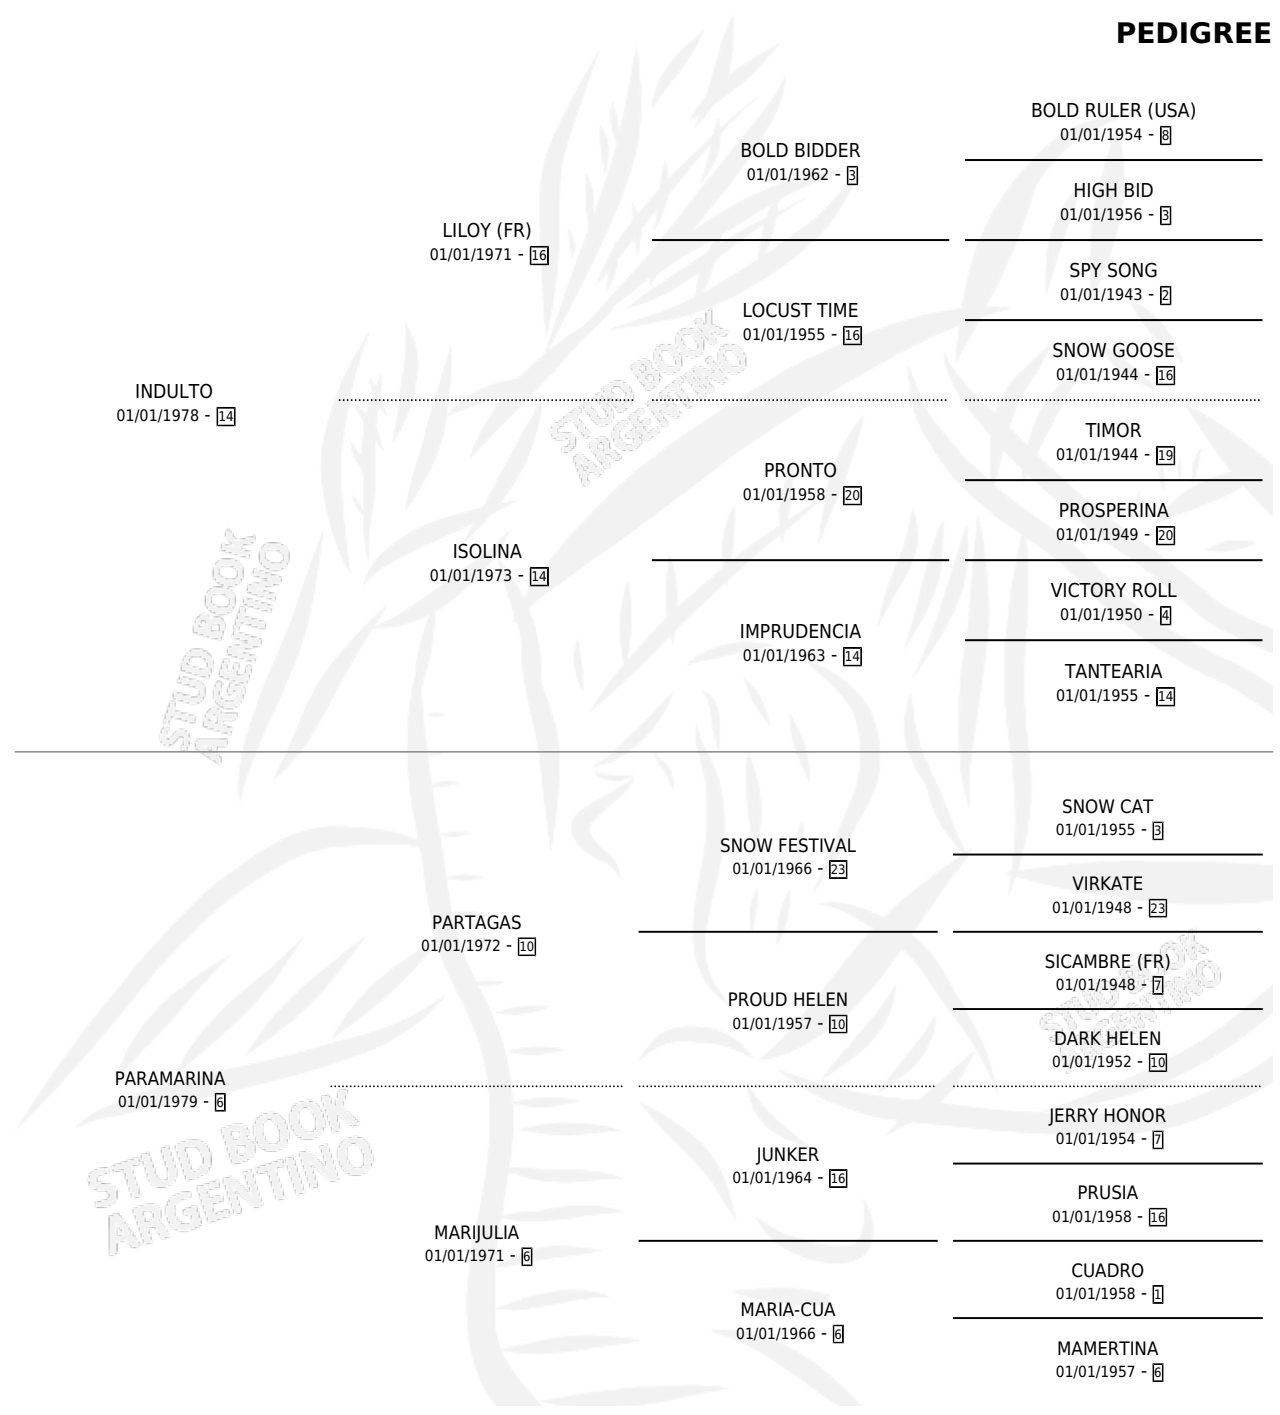 PEDIGREE
BOLD RULER (USA)
01/01/1954 - 8
BOLD BIDDER
01/01/1962 - 3
HIGH BID
01/01/1956 - 3
LILOY (FR)
01/01/1971 - 16
SPY SONG
01/01/1943 - 2
LOCUST TIME
01/01/1955 - 16
SNOW GOOSE
01/01/1944 - 16
INDULTO
01/01/1978 - 14
TIMOR
01/01/1944 - 19
PRONTO
01/01/1958 - 20
PROSPERINA
01/01/1949 - 20
ISOLINA
01/01/1973 - 14
VICTORY ROLL
01/01/1950 - 4
IMPRUDENCIA
01/01/1963 - 14
TANTEARIA
01/01/1955 - 14
SNOW CAT
01/01/1955 - 3
SNOW FESTIVAL
01/01/1966 - 23
VIRKATE
01/01/1948 - 23
PARTAGAS
01/01/1972 - 10
SICAMBRE (FR)
01/01/1948 - 7
PROUD HELEN
01/01/1957 - 10
DARK HELEN
01/01/1952 - 10
PARAMARINA
01/01/1979 - 6
JERRY HONOR
01/01/1954 - 7
JUNKER
01/01/1964 - 16
PRUSIA
01/01/1958 - 16
MARIJULIA
01/01/1971 - 6
CUADRO
01/01/1958 - 1
MARIA-CUA
01/01/1966 - 6
MAMERTINA
01/01/1957 - 6
STUD BOOK
ARGENTINO
STUD BOOK
ARGENTINO
STUD BOOK
ARGENTINO
STUD BOOK
ARGENTINO